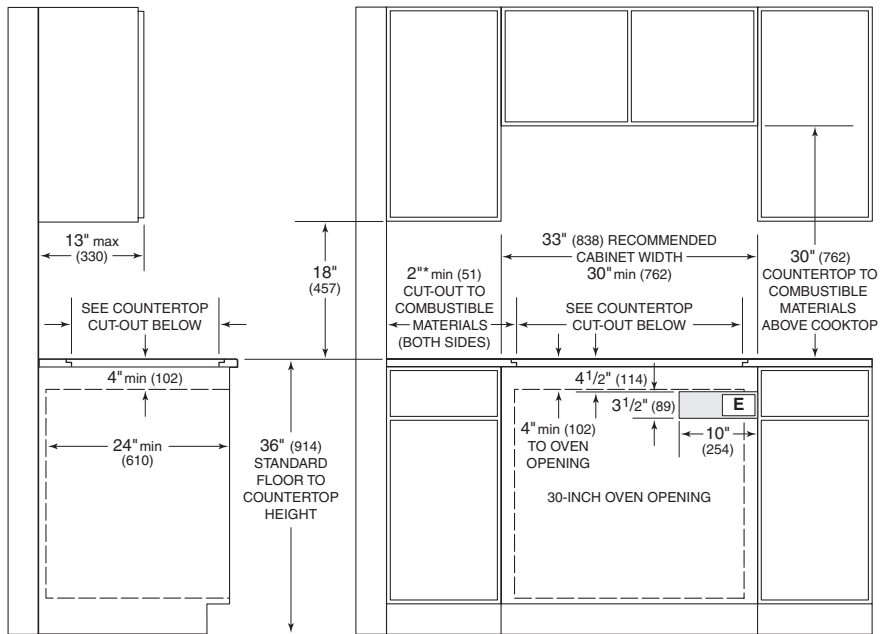 13" max
(330)
18"
(457)
2"* min (51)
CUT-OUT TO
COMBUSTIBLE
MATERIALS
(BOTH SIDES)
33" (838) RECOMMENDED
CABINET WIDTH
30" min (762)
30" (762)
COUNTERTOP TO
COMBUSTIBLE
MATERIALS
ABOVE COOKTOP
SEE COUNTERTOP
CUT-OUT BELOW
SEE COUNTERTOP
CUT-OUT BELOW
4" min (102)
24" min
(610)
36" (914)
STANDARD
FLOOR TO
COUNTERTOP
HEIGHT
4 1/2" (114)
3 1/2" (89)
E
4" min (102)
TO OVEN
OPENING
10"
(254)
30-INCH OVEN OPENING